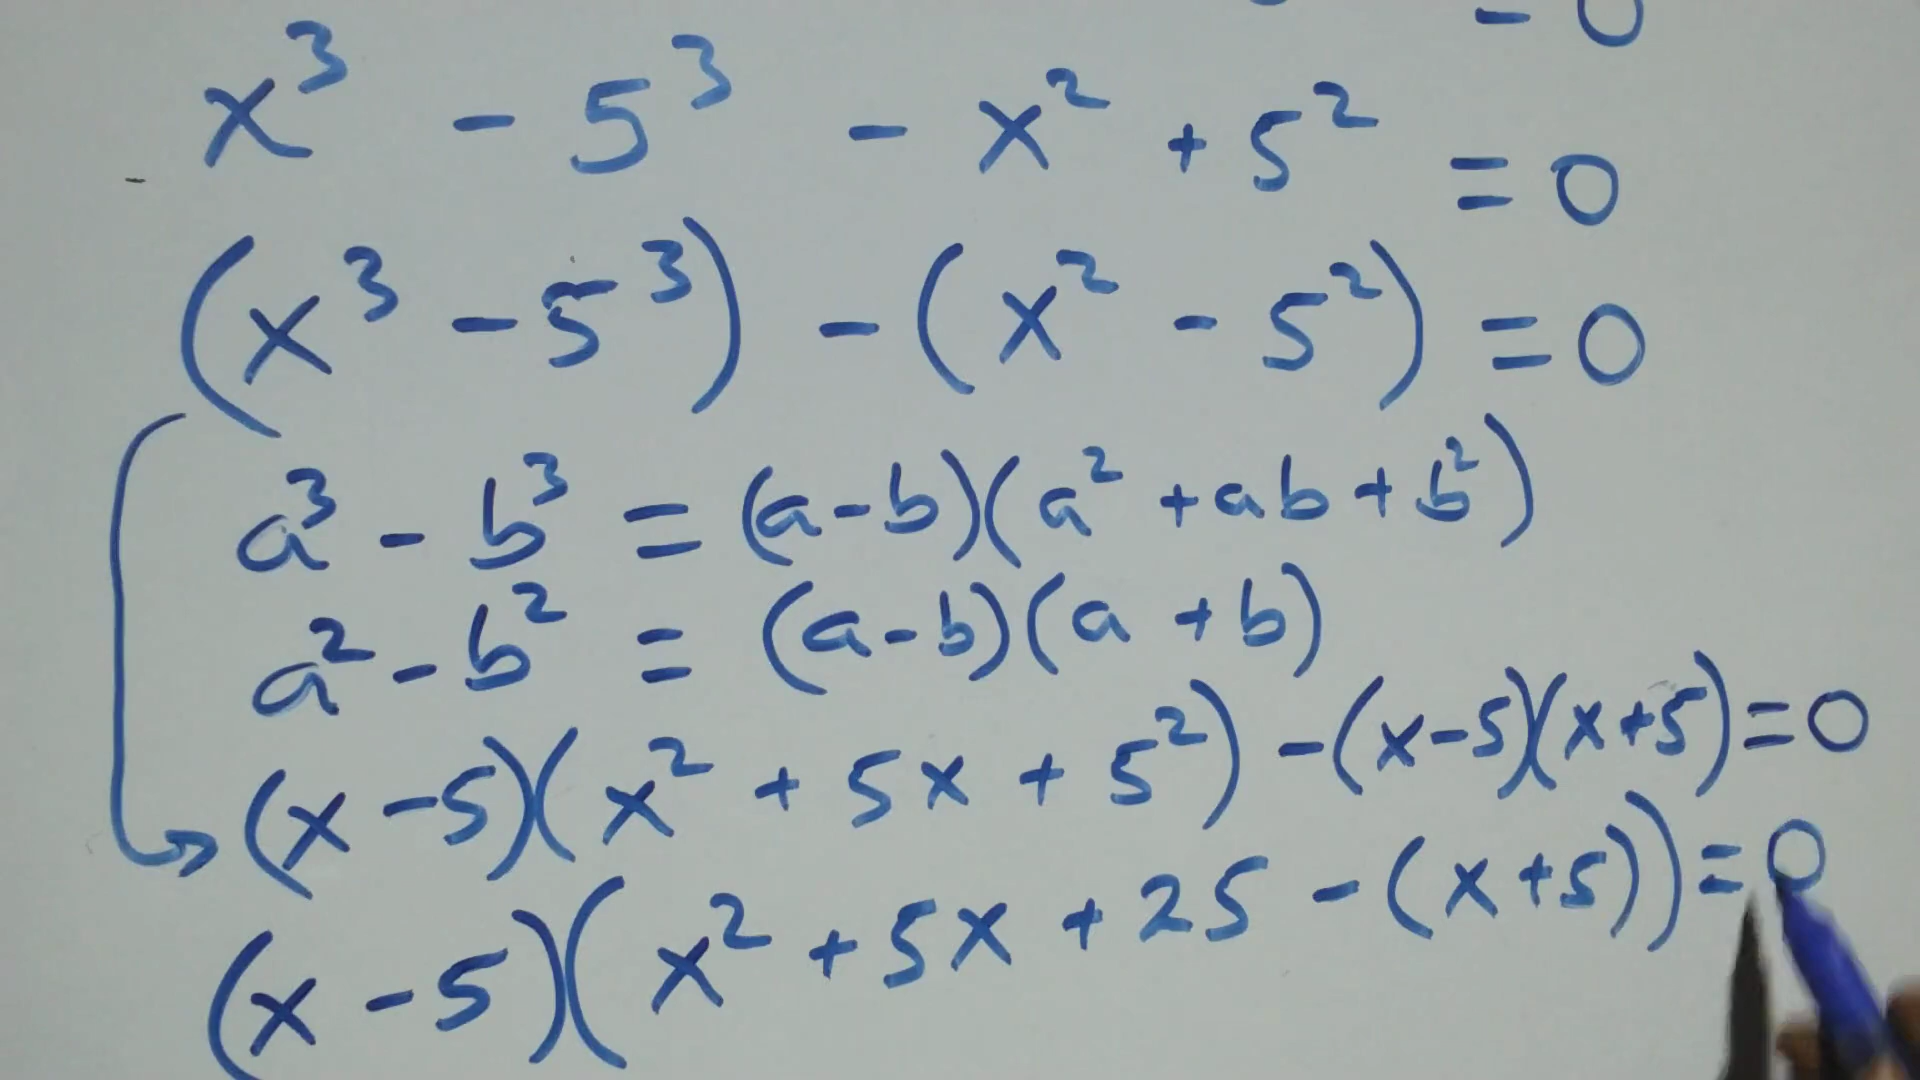 - 0
x³ - 5³ - x² + 5² = 0
(x³ - 5³) - (x² - 5²) = 0
a³ - b³ = (a-b)(a² + ab + b²)
a² - b² = (a-b)(a + b)
(x - 5)(x² + 5x + 5²) - (x-5)(x+5) = 0
(x - 5)(x² + 5x + 25 - (x+5)) = 0